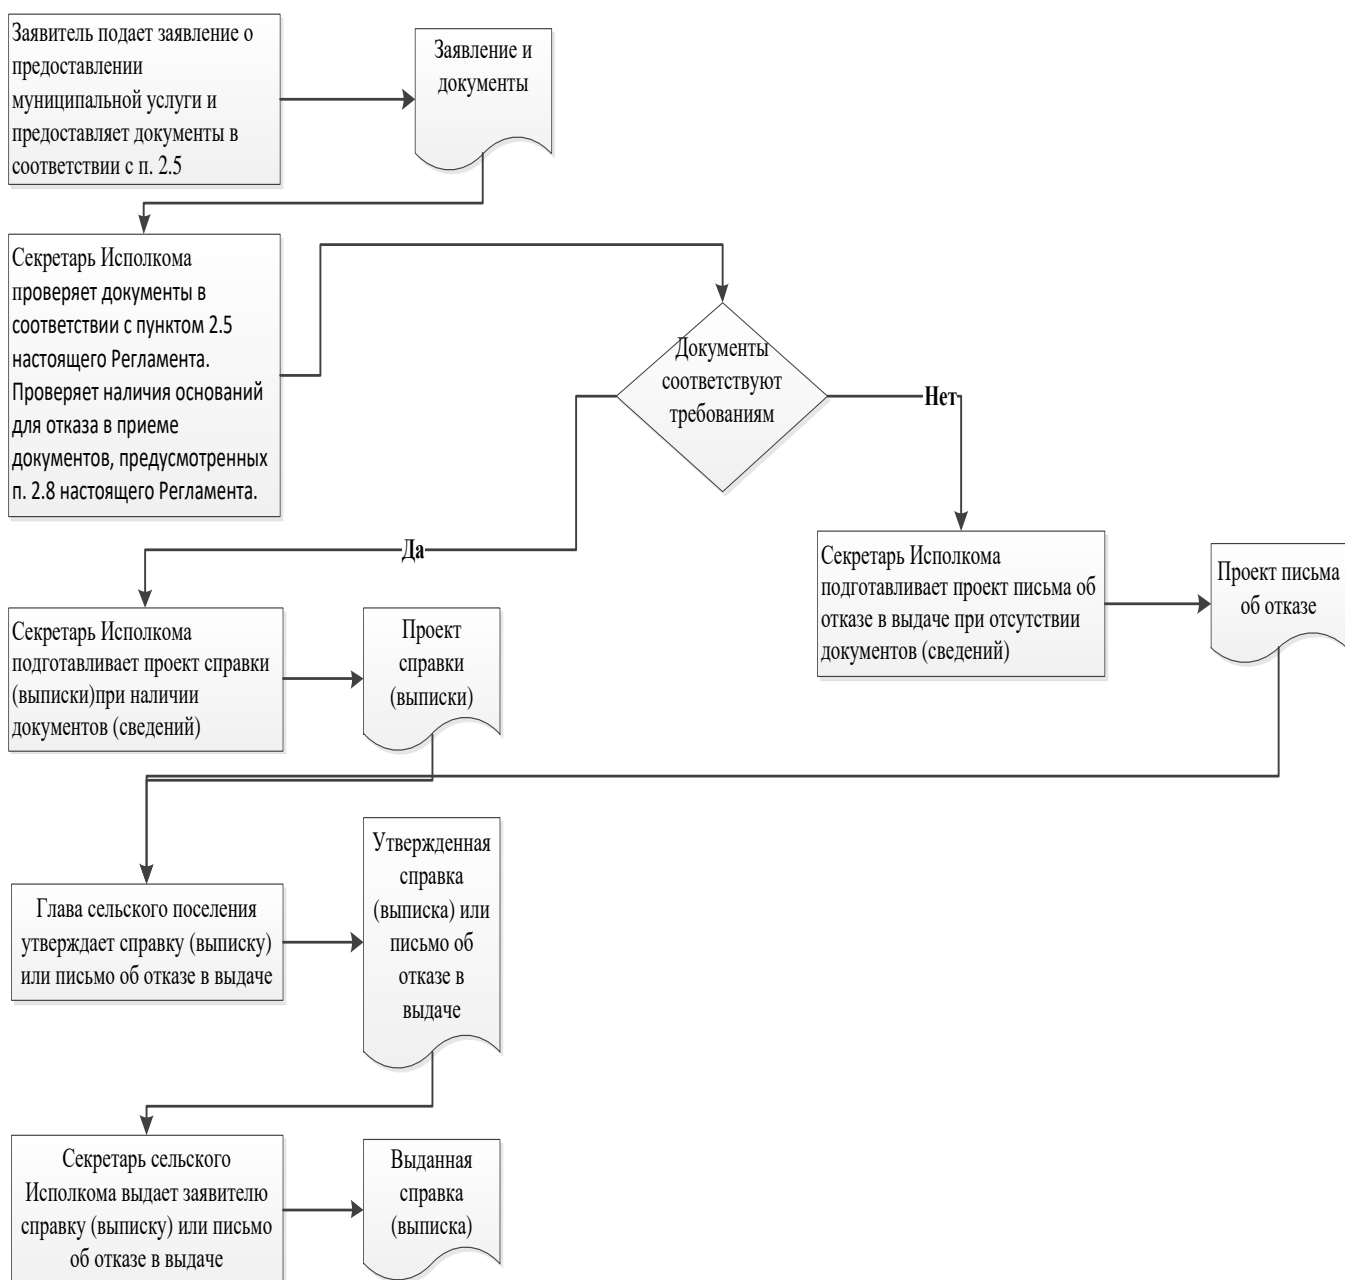 Заявитель подает заявление о
предоставлении
муниципальной услуги и
предоставляет документы в
соответствии с п. 2.5
Заявление и
документы
Секретарь Исполкома
проверяет документы в
соответствии с пунктом 2.5
настоящего Регламента.
Проверяет наличия оснований
для отказа в приеме
документов, предусмотренных
п. 2.8 настоящего Регламента.
Документы
соответствуют
требованиям
Нет
Да
Секретарь Исполкома
подготавливает проект письма об
отказе в выдаче при отсутствии
документов (сведений)
Проект письма
об отказе
Секретарь Исполкома
подготавливает проект справки
(выписки)при наличии
документов (сведений)
Проект
справки
(выписки)
Глава сельского поселения
утверждает справку (выписку)
или письмо об отказе в выдаче
Утвержденная
справка
(выписка) или
письмо об
отказе в
выдаче
Секретарь сельского
Исполкома выдает заявителю
справку (выписку) или письмо
об отказе в выдаче
Выданная
справка
(выписка)